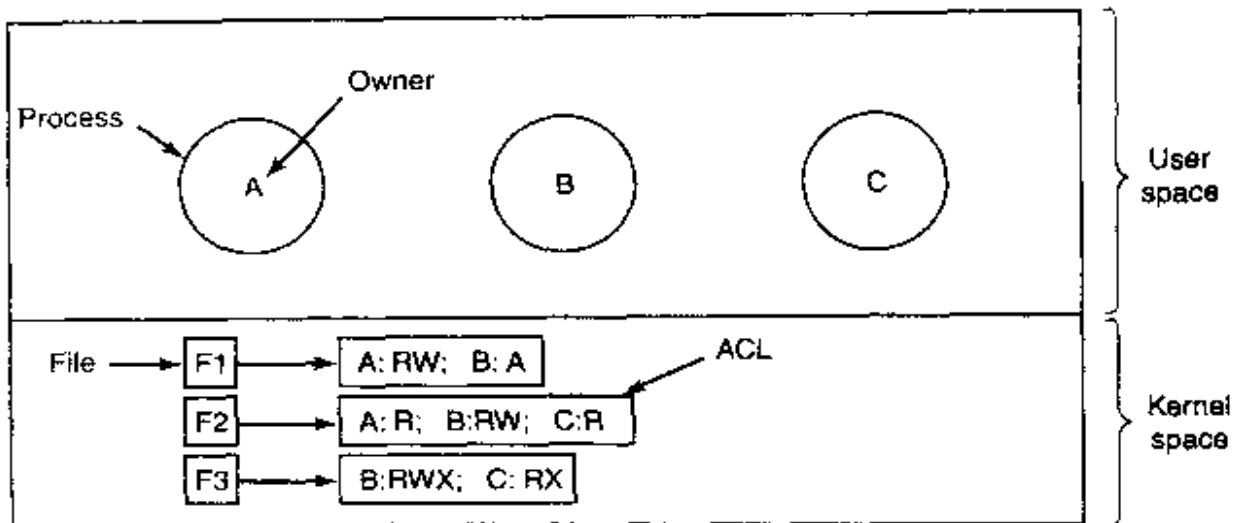 Owner
Process
A
B
C
User
space
File
F1
A: RW; B: A
ACL
F2
A: R; B:RW; C:R
F3
B:RWX; C: RX
Kernel
space